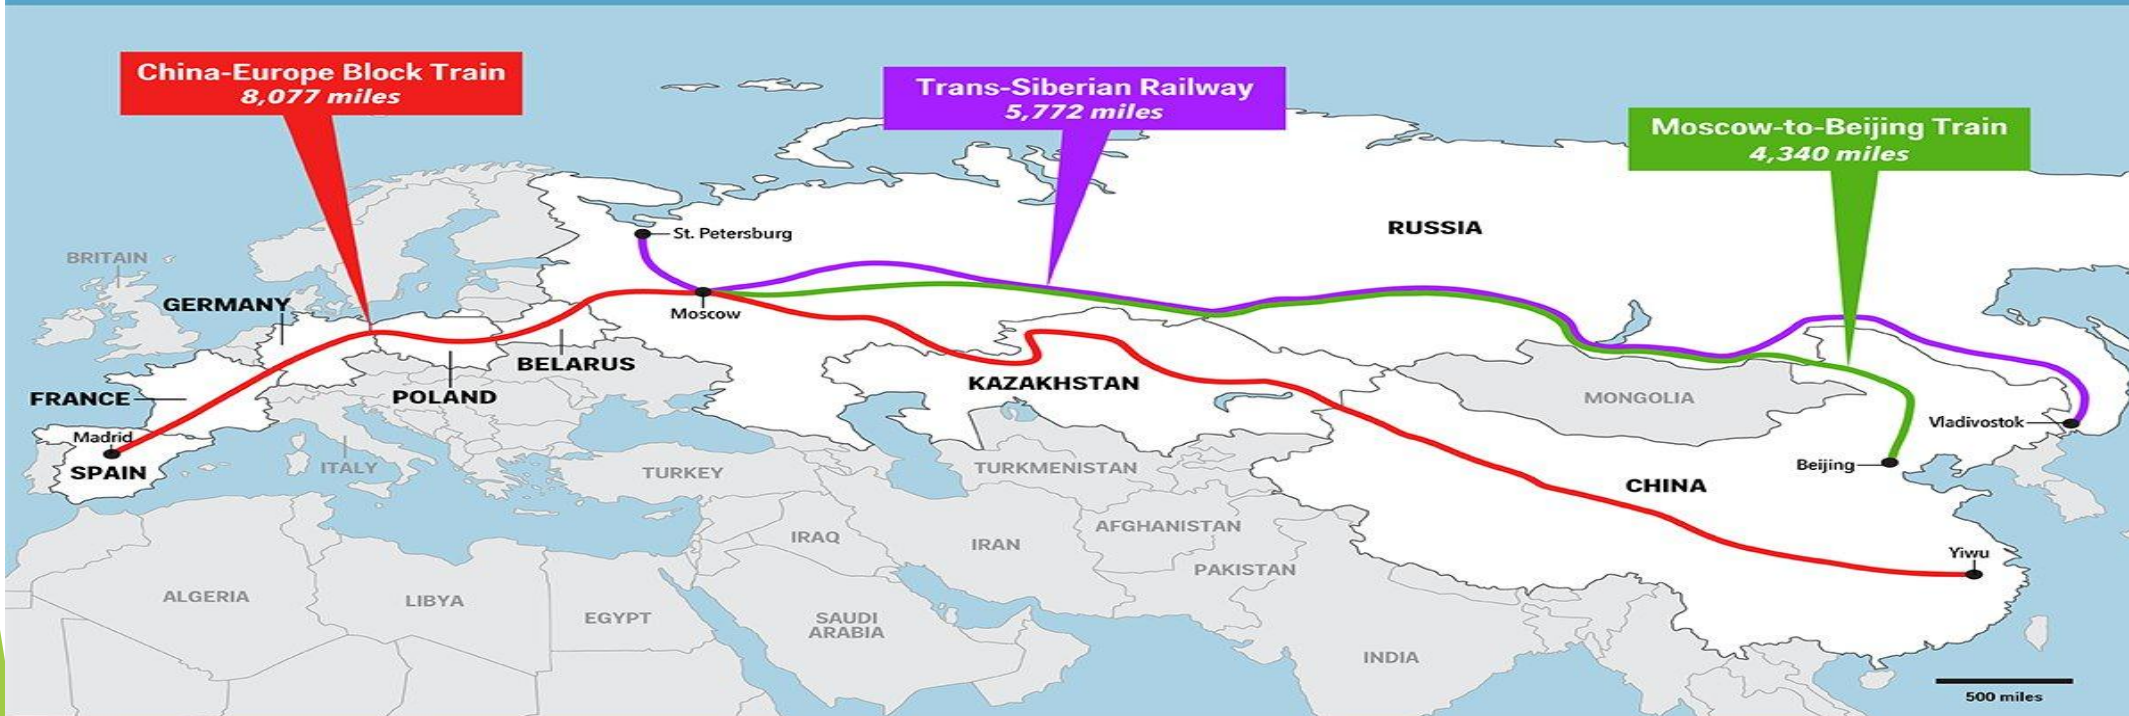 China-Europe Block Train
8,077 miles
Trans-Siberian Railway
5,772 miles
Moscow-to-Beijing Train
4,340 miles
RUSSIA
St. Petersburg
BRITAIN
GERMANY
Moscow
BELARUS
KAZAKHSTAN
POLAND
FRANCE
MONGOLIA
Vladivostok
Madrid
SPAIN
ITALY
TURKEY
TURKMENISTAN
Beijing
CHINA
AFGHANISTAN
IRAQ
IRAN
Yiwu
PAKISTAN
ALGERIA
LIBYA
EGYPT
SAUDI
ARABIA
INDIA
500 miles